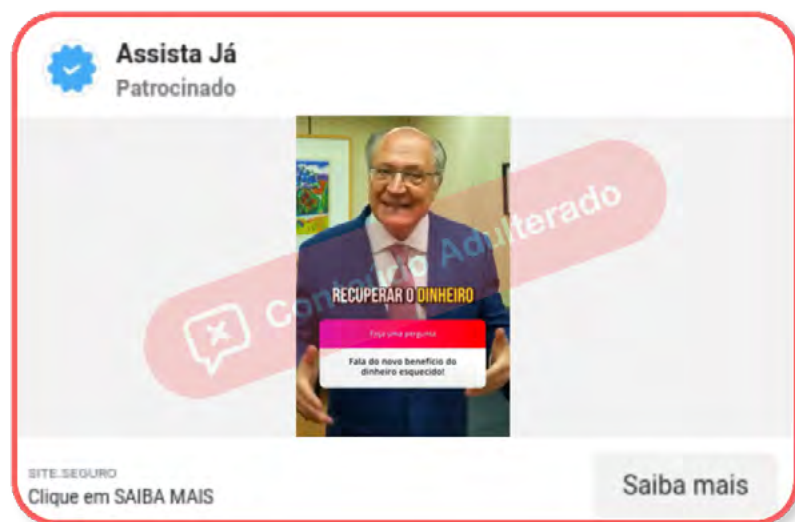 Assista Já
Patrocinado
Conteúdo Adulterado
RECUPERAR O DINHEIRO
Faça uma pergunta
Fala do novo benefício do
dinheiro esquecido!
SITE.SEGURO
Clique em SAIBA MAIS
Saiba mais